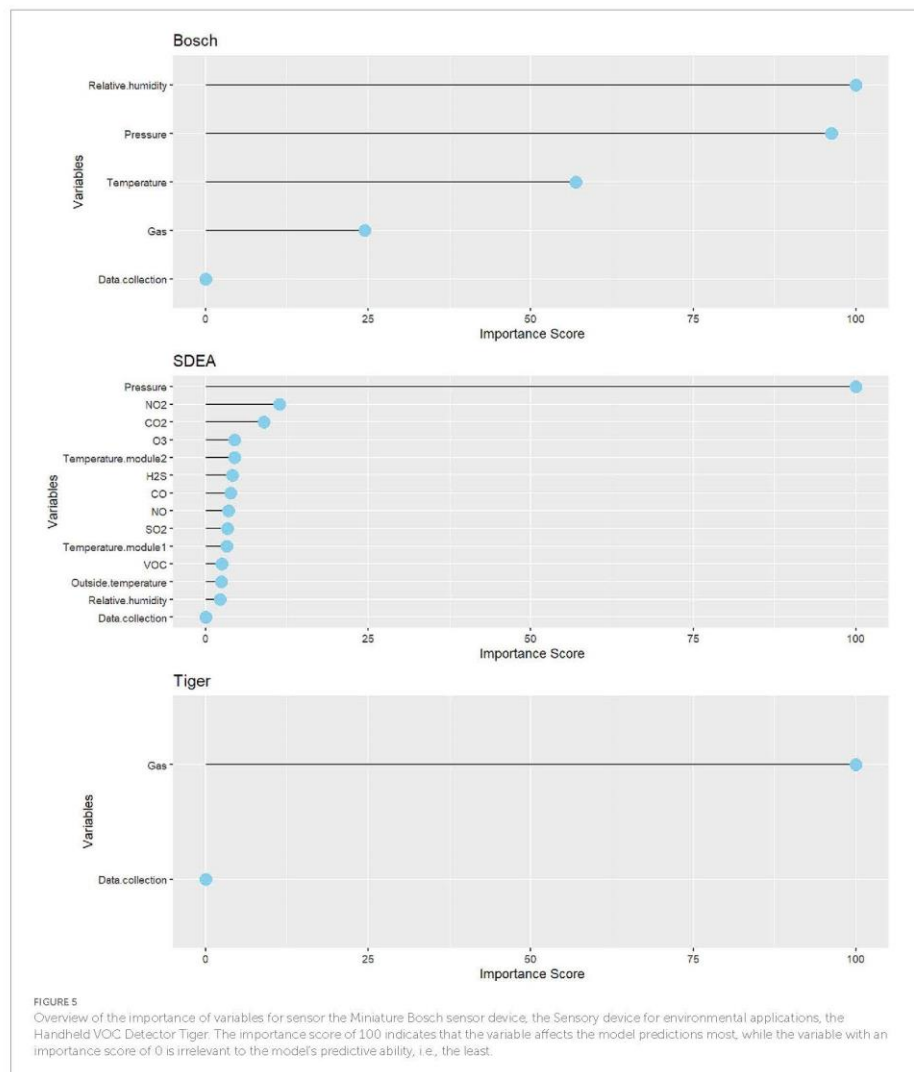 Bosch
Relative.humidity
Pressure
Temperature
Gas
Data.collection
Variables
0 25 50 75 100
Importance Score
SDEA
Pressure
NO2
CO2
O3
Temperature.module2
H2S
CO
NO
SO2
Temperature.module1
VOC
Outside.temperature
Relative.humidity
Data.collection
Variables
0 25 50 75 100
Importance Score
Tiger
Gas
Data.collection
Variables
0 25 50 75 100
Importance Score
FIGURE 5
Overview of the importance of variables for sensor the Miniature Bosch sensor device, the Sensory device for environmental applications, the
Handheld VOC Detector Tiger. The importance score of 100 indicates that the variable affects the model predictions most, while the variable with an
importance score of 0 is irrelevant to the model's predictive ability, i.e., the least.